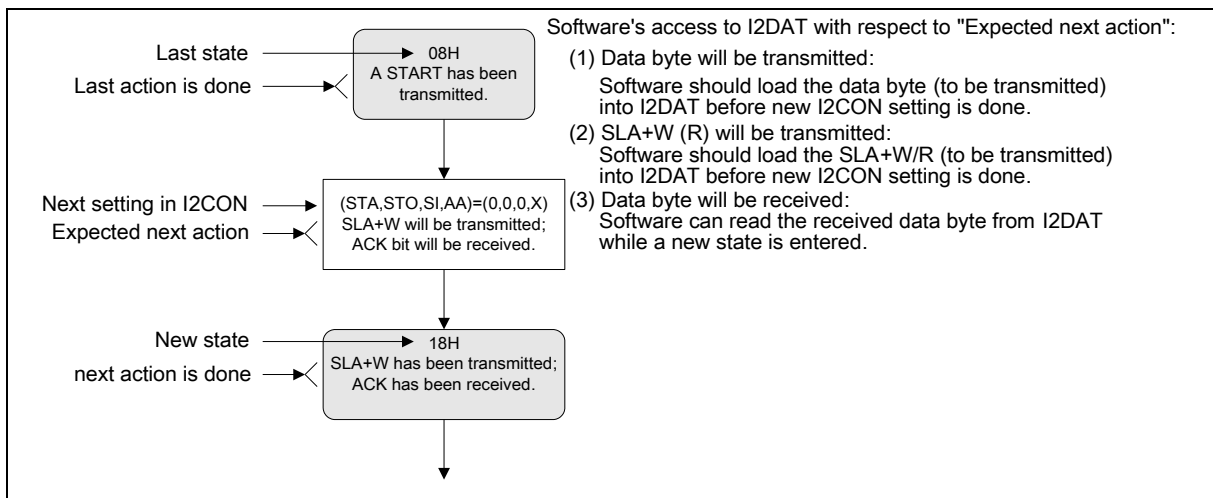 Last state
Last action is done
08H
A START has been
transmitted.
Next setting in I2CON
Expected next action
(STA,STO,SI,AA)=(0,0,0,X)
SLA+W will be transmitted;
ACK bit will be received.
New state
next action is done
18H
SLA+W has been transmitted;
ACK has been received.
Software's access to I2DAT with respect to "Expected next action":
(1) Data byte will be transmitted:
Software should load the data byte (to be transmitted)
into I2DAT before new I2CON setting is done.
(2) SLA+W (R) will be transmitted:
Software should load the SLA+W/R (to be transmitted)
into I2DAT before new I2CON setting is done.
(3) Data byte will be received:
Software can read the received data byte from I2DAT
while a new state is entered.